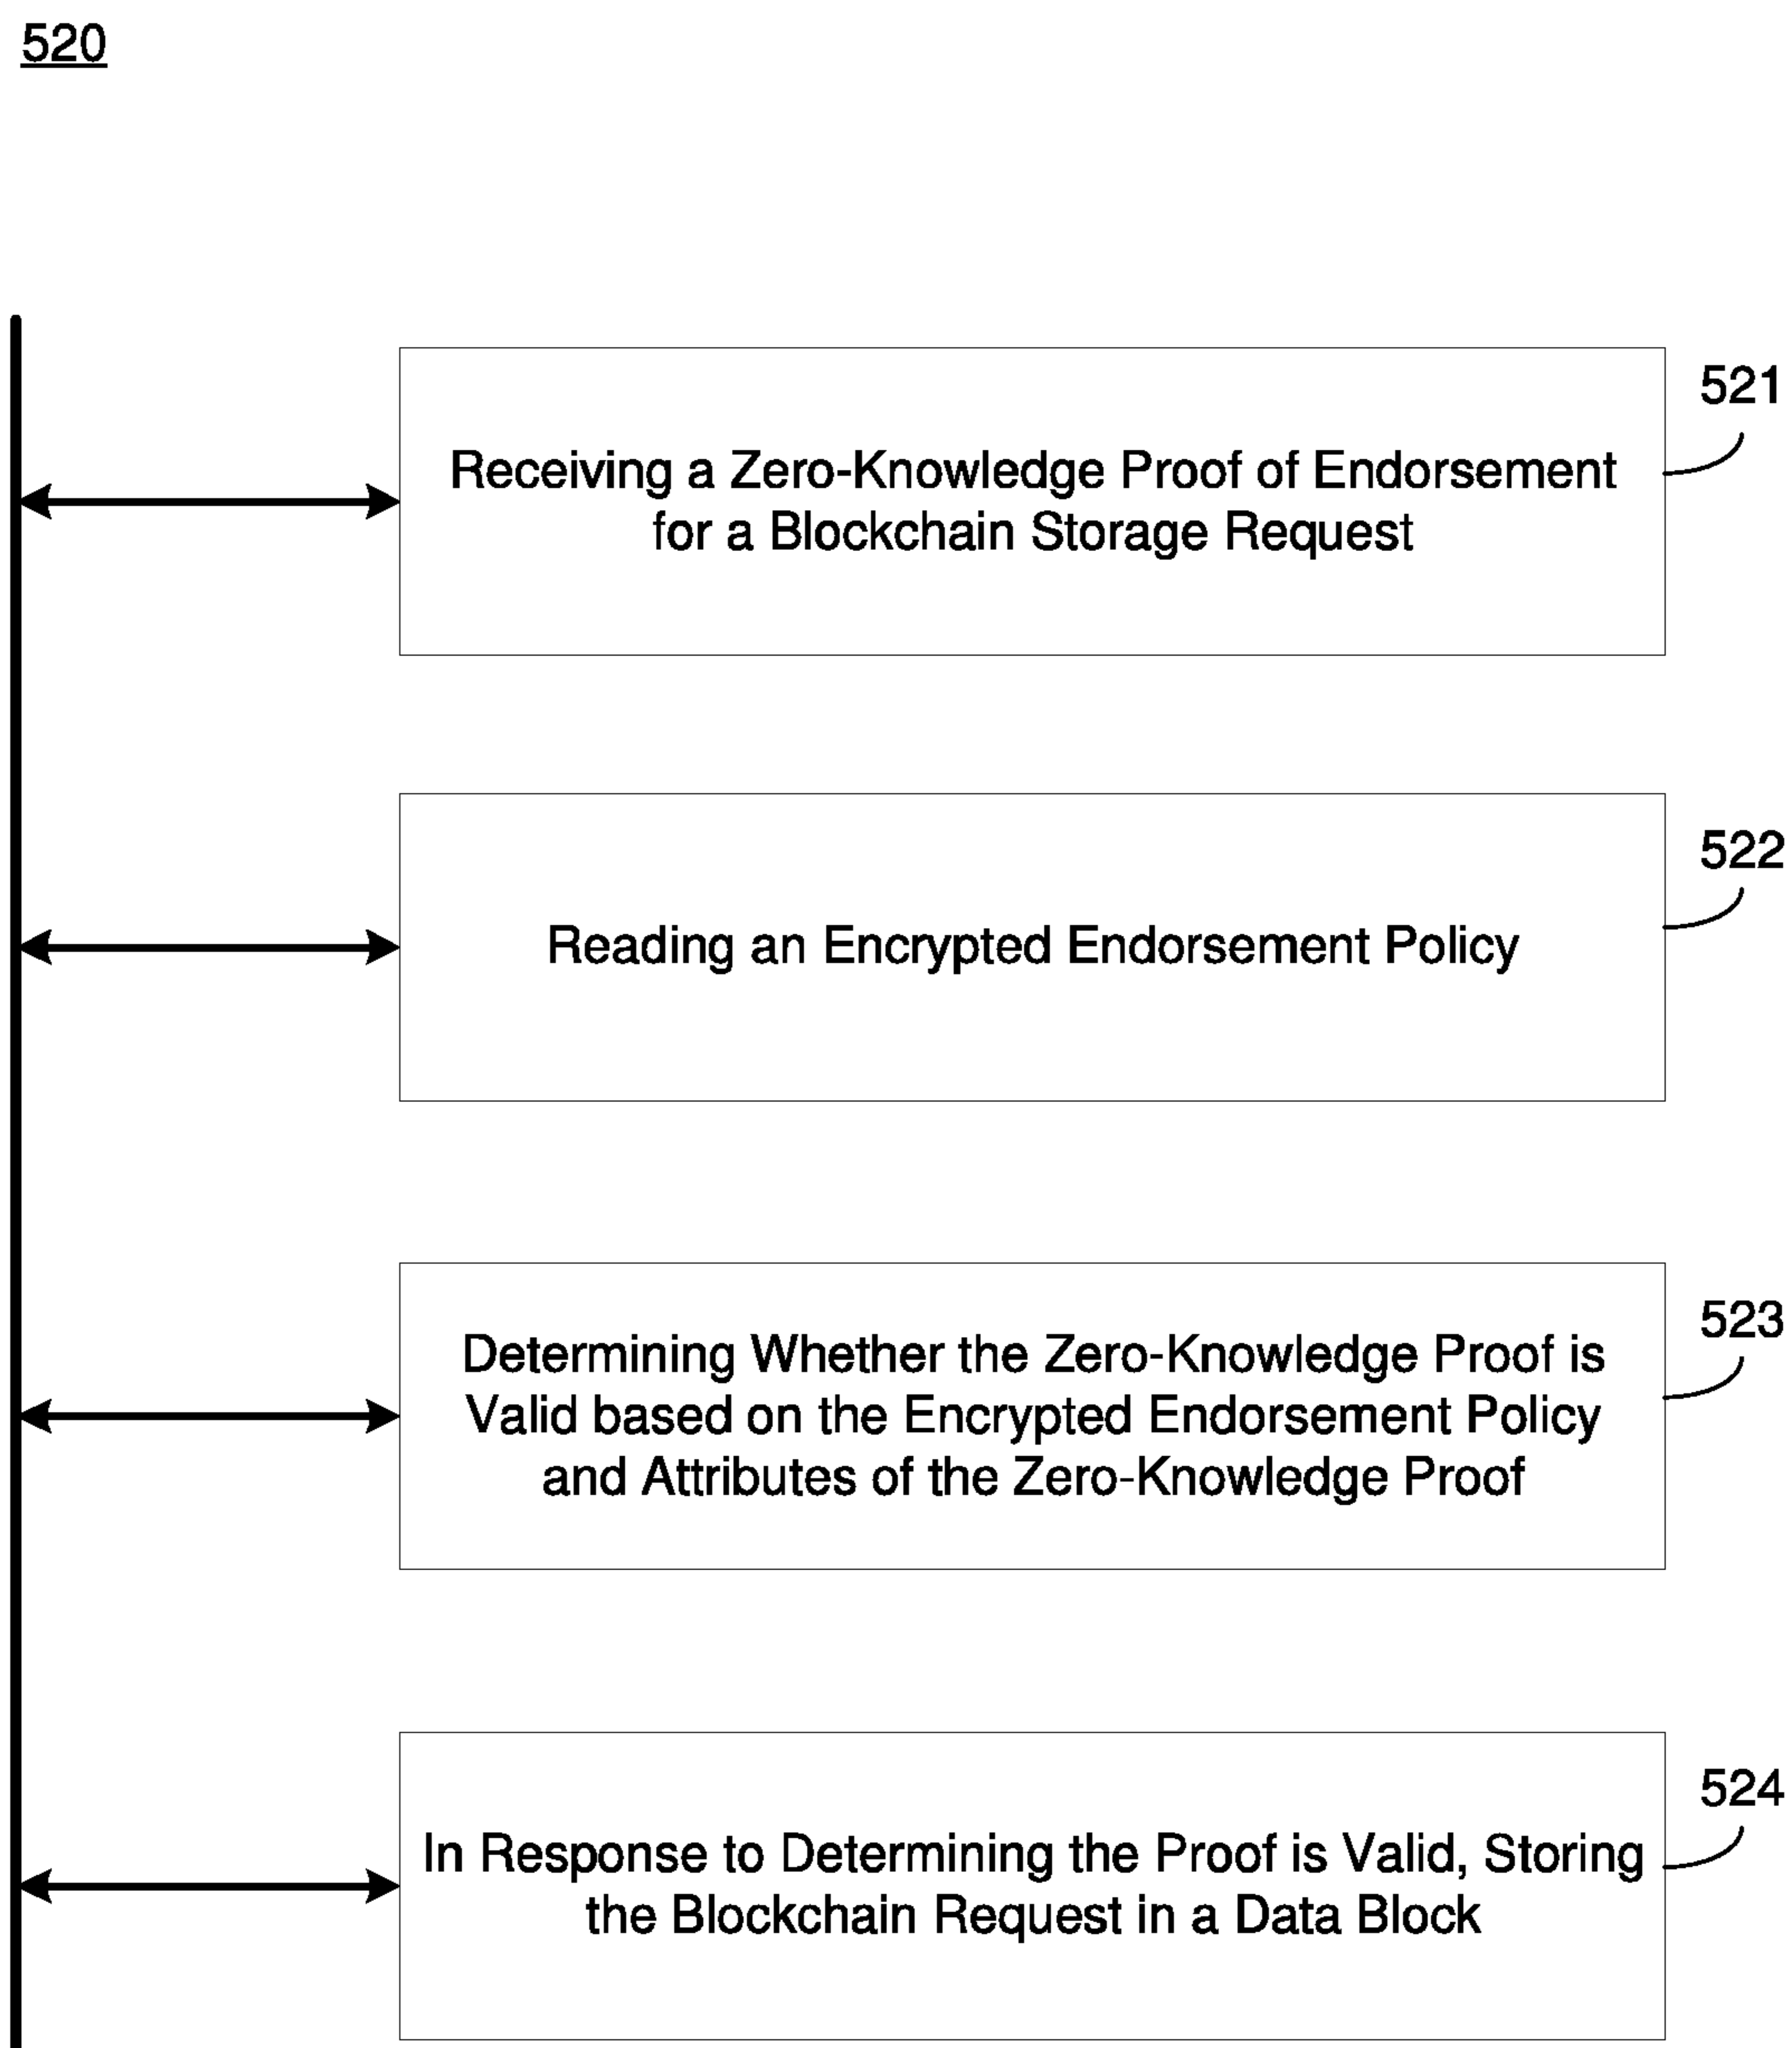 520
521
Receiving a Zero-Knowledge Proof of Endorsement
for a Blockchain Storage Request
522
Reading an Encrypted Endorsement Policy
523
Determining Whether the Zero-Knowledge Proof is
Valid based on the Encrypted Endorsement Policy
and Attributes of the Zero-Knowledge Proof
524
In Response to Determining the Proof is Valid, Storing
the Blockchain Request in a Data Block